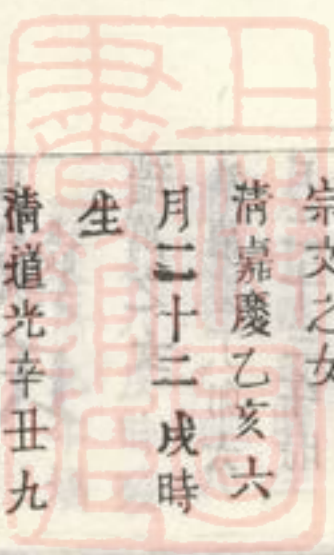 宗文之女
清嘉慶乙亥六
月二十二戌時
生
清道光辛丑九